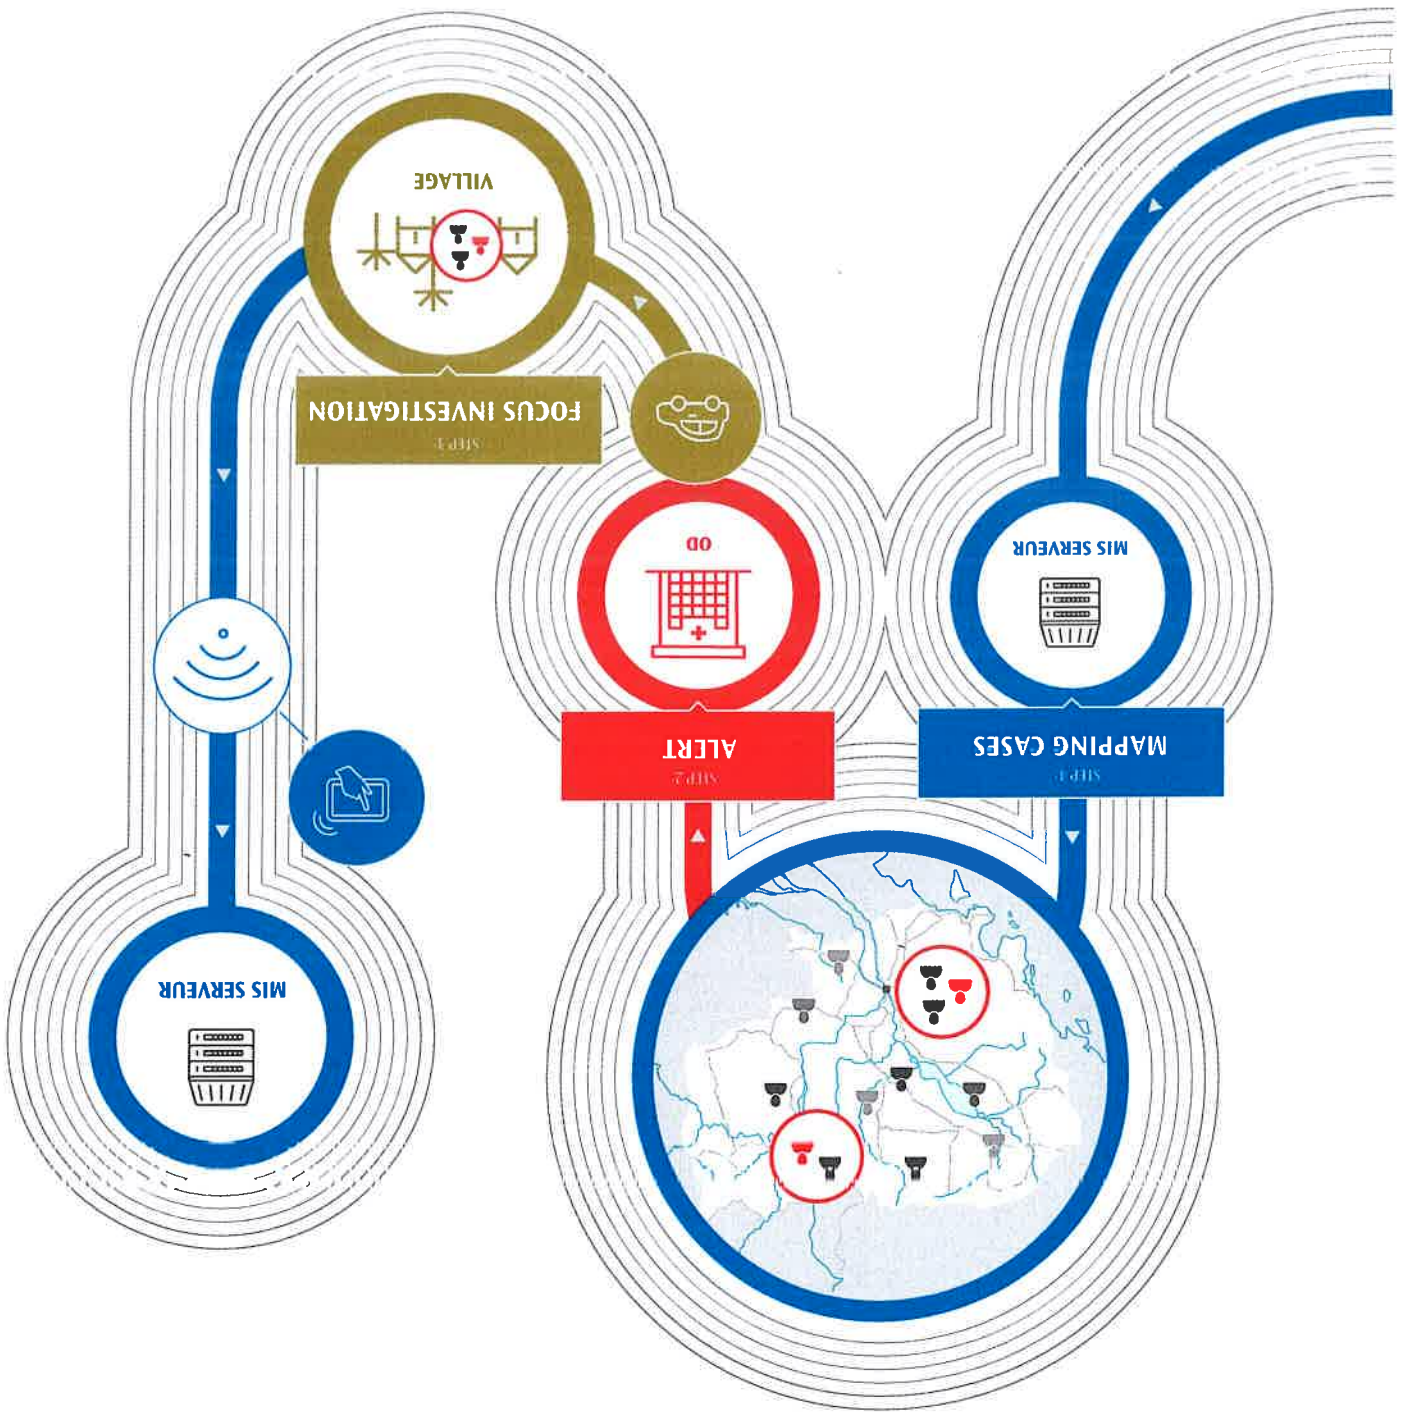 STEP 1
MAPPING CASES
MIS SERVEUR
STEP 2
ALERT
OD
STEP 3
FOCUS INVESTIGATION
VILLAGE
MIS SERVEUR